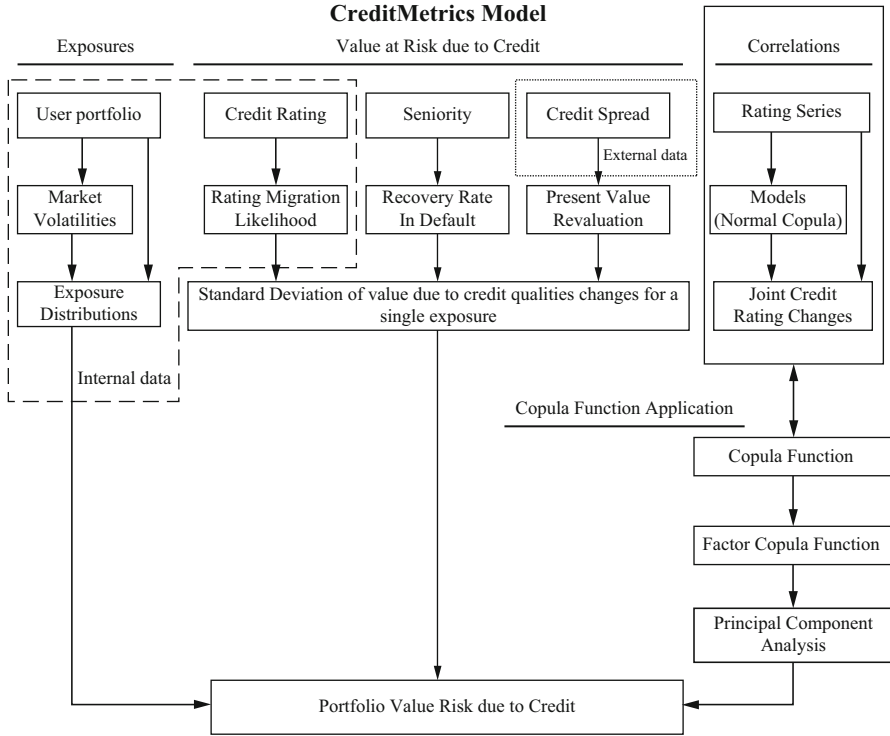 CreditMetrics Model
Exposures
Value at Risk due to Credit
Correlations
User portfolio
Credit Rating
Seniority
Credit Spread
Rating Series
External data
Market
Volatilities
Rating Migration
Likelihood
Recovery Rate
In Default
Present Value
Revaluation
Models
(Normal Copula)
Exposure
Distributions
Standard Deviation of value due to credit qualities changes for a
single exposure
Joint Credit
Rating Changes
Internal data
Copula Function Application
Copula Function
Factor Copula Function
Principal Component
Analysis
Portfolio Value Risk due to Credit